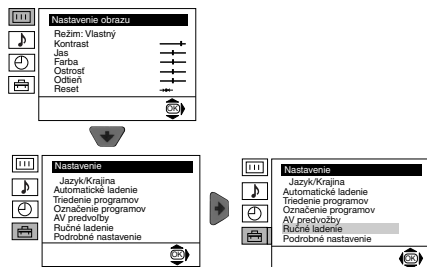 Nastavenie obrazu
Režim: Vlastný
Kontrast
Jas
Farba
Ostrosť
Odtieň
Reset
OK
Nastavenie
Jazyk/Krajina
Automatické ladenie
Triedenie programov
Označenie programov
AV predvoľby
Ručné ladenie
Podrobné nastavenie
OK
Nastavenie
Jazyk/Krajina
Automatické ladenie
Triedenie programov
Označenie programov
AV predvožby
Ručné ladenie
Podrobné nastavenie
OK